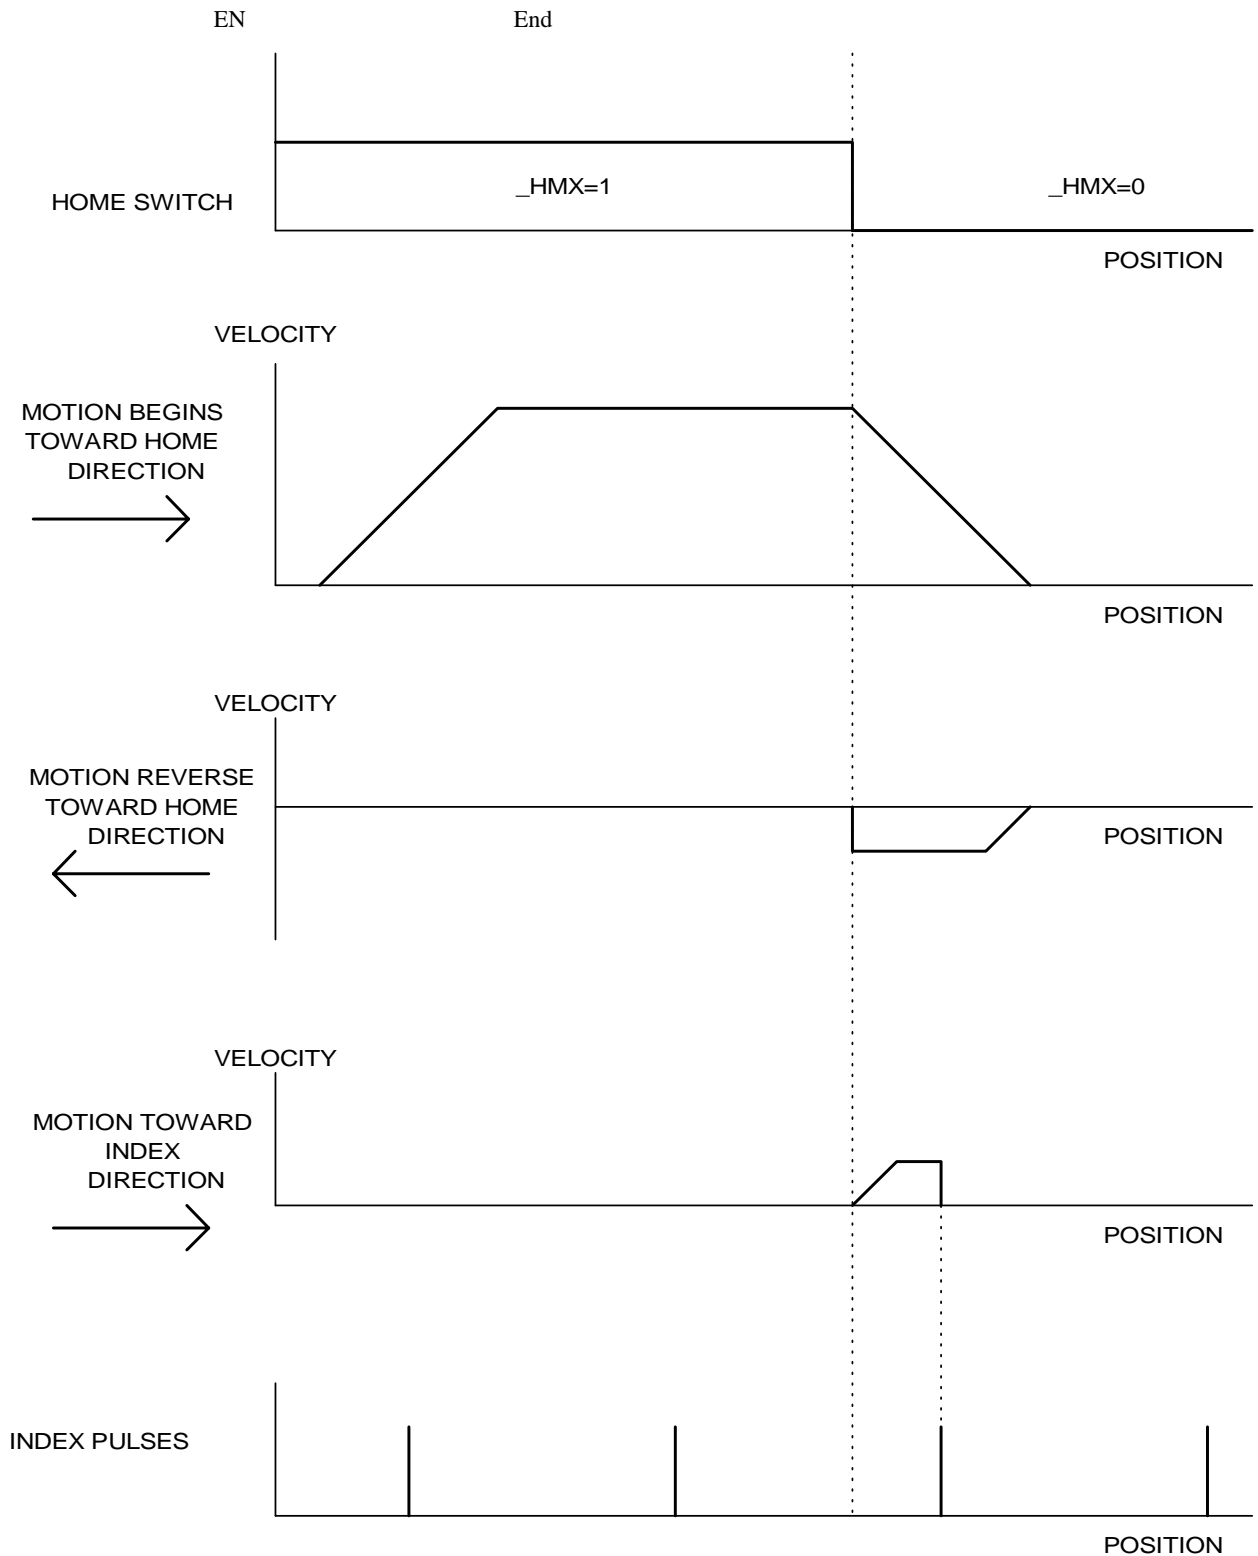 EN End
_HMX=1 _HMX=0
HOME SWITCH
POSITION
VELOCITY
MOTION BEGINS
TOWARD HOME
DIRECTION
POSITION
VELOCITY
MOTION REVERSE
TOWARD HOME
DIRECTION
POSITION
VELOCITY
MOTION TOWARD
INDEX
DIRECTION
POSITION
INDEX PULSES
POSITION